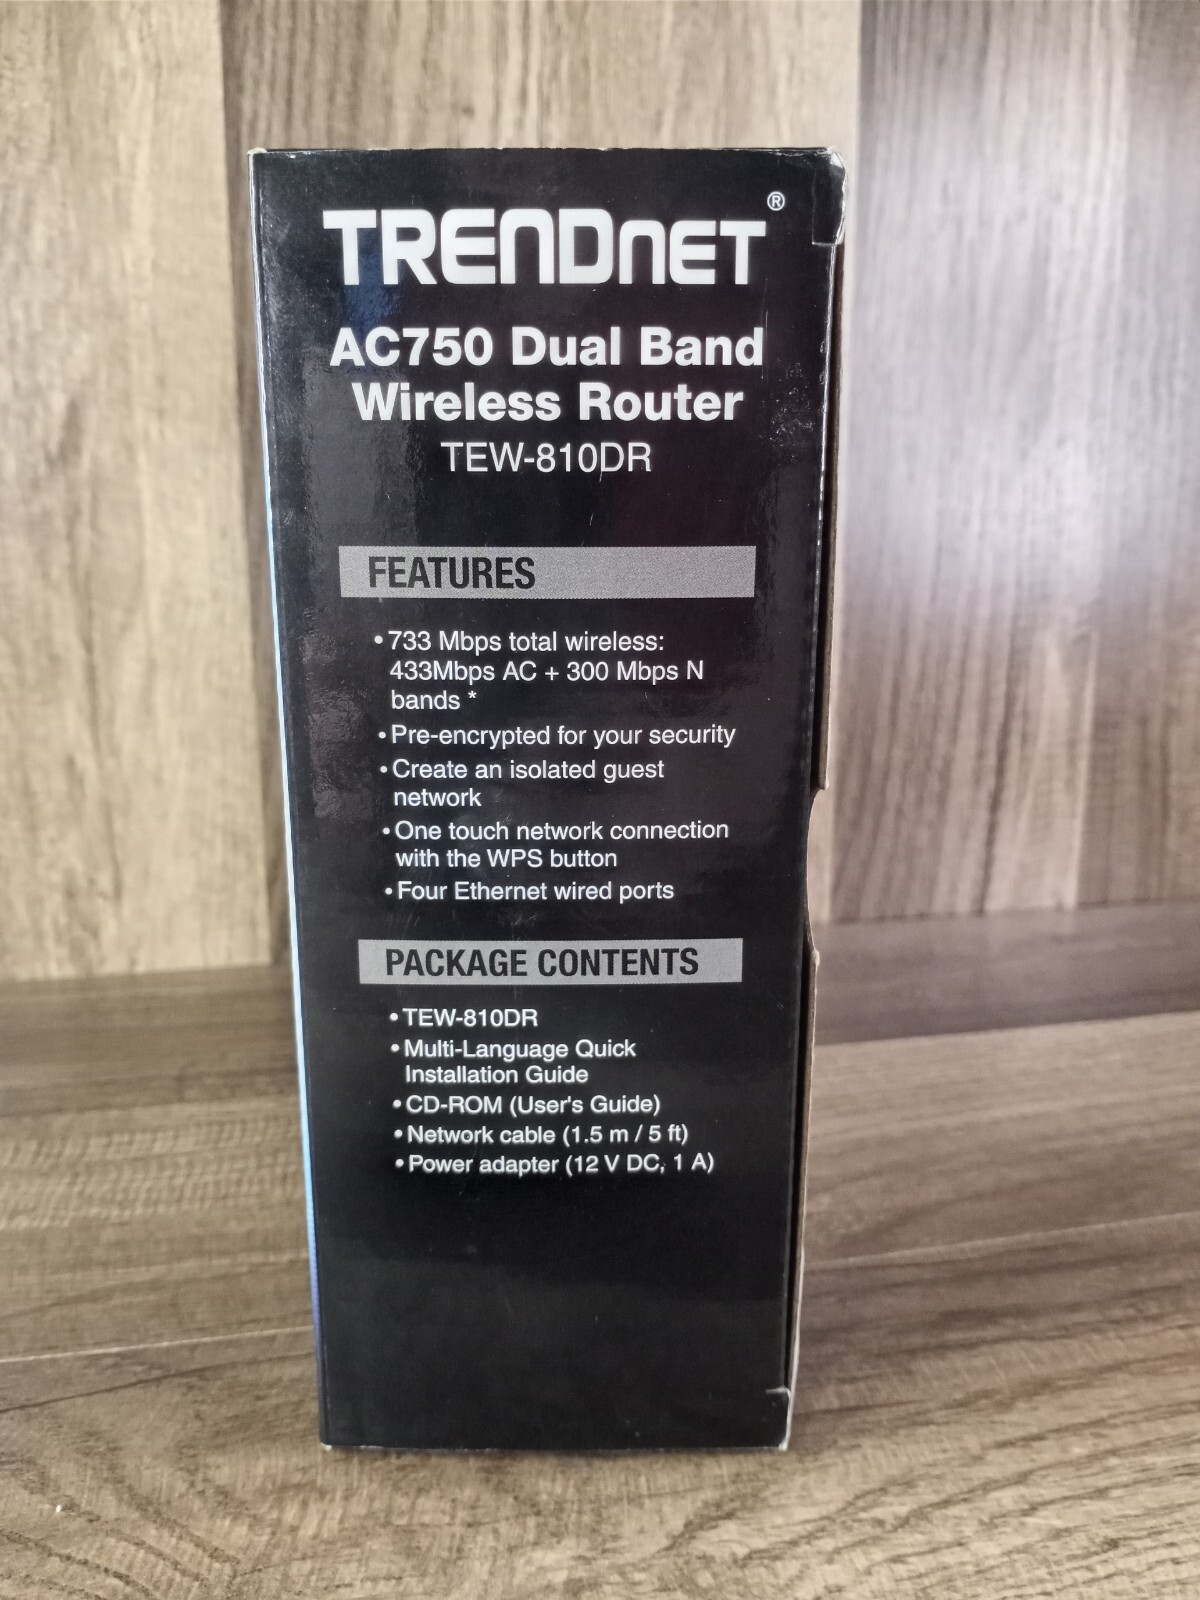 TRENDNET®
AC750 Dual Band
Wireless Router
TEW-810DR
FEATURES
• 733 Mbps total wireless:
433Mbps AC + 300 Mbps N
bands *
• Pre-encrypted for your security
• Create an isolated guest
network
• One touch network connection
with the WPS button
• Four Ethernet wired ports
PACKAGE CONTENTS
• TEW-810DR
• Multi-Language Quick
Installation Guide
• CD-ROM (User's Guide)
• Network cable (1.5 m / 5 ft)
• Power adapter (12 V DC, 1 A)